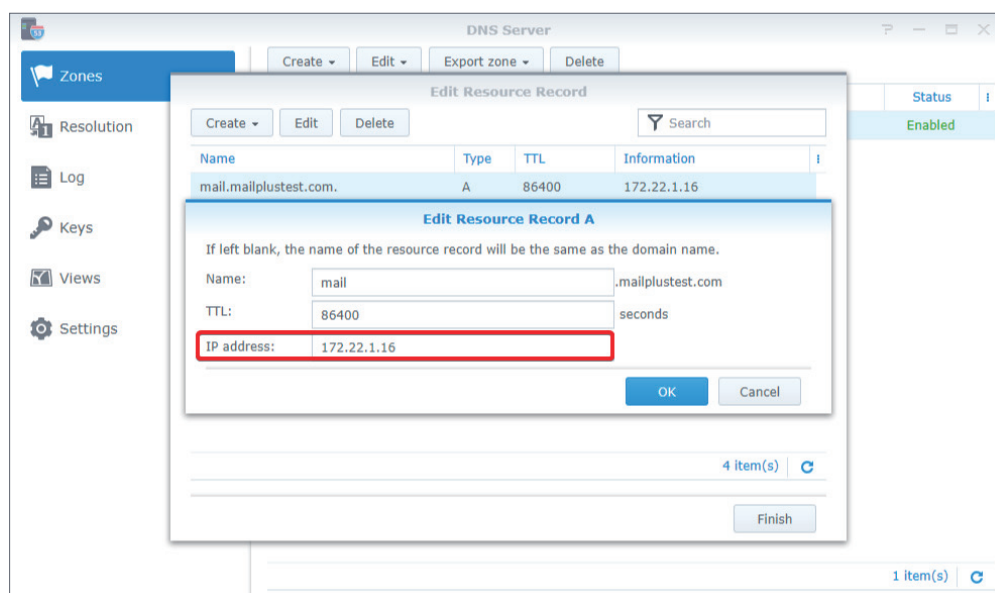 DNS Server
Create Edit Export zone Delete
Zones
Edit Resource Record
Status
Resolution
Create Edit Delete Search
Enabled
Name Type TTL Information
Log
mail.mailplustest.com. A 86400 172.22.1.16
Edit Resource Record A
Keys
If left blank, the name of the resource record will be the same as the domain name.
Views
Name: mail .mailplustest.com
TTL: 86400 seconds
Settings
IP address: 172.22.1.16
OK Cancel
4 item(s)
Finish
1 item(s)